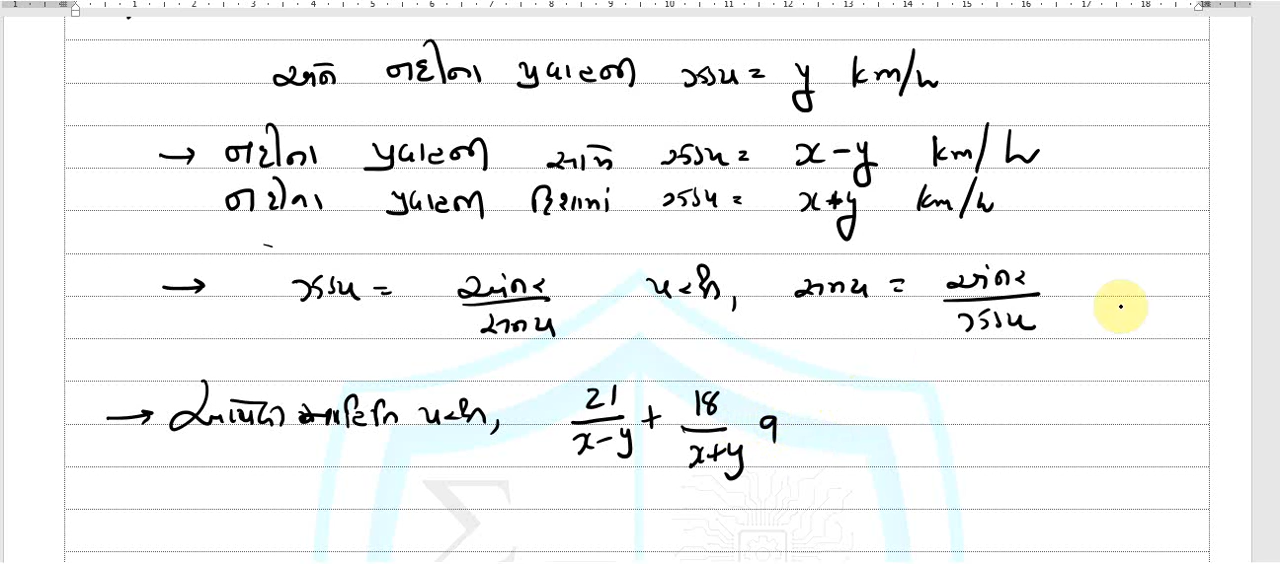 અને નદીના પ્રવાહની ઝડપ = y km/h
→ નદીના પ્રવાહની સામે ઝડપ = x-y km/h
નદીના પ્રવાહની દિશામાં ઝડપ = x+y km/h
→ ઝડપ = અંતર/સમય પરથી, સમય = અંતર/ઝડપ
→ આપેલી માહિતી પરથી, 21/x-y + 18/x+y 9